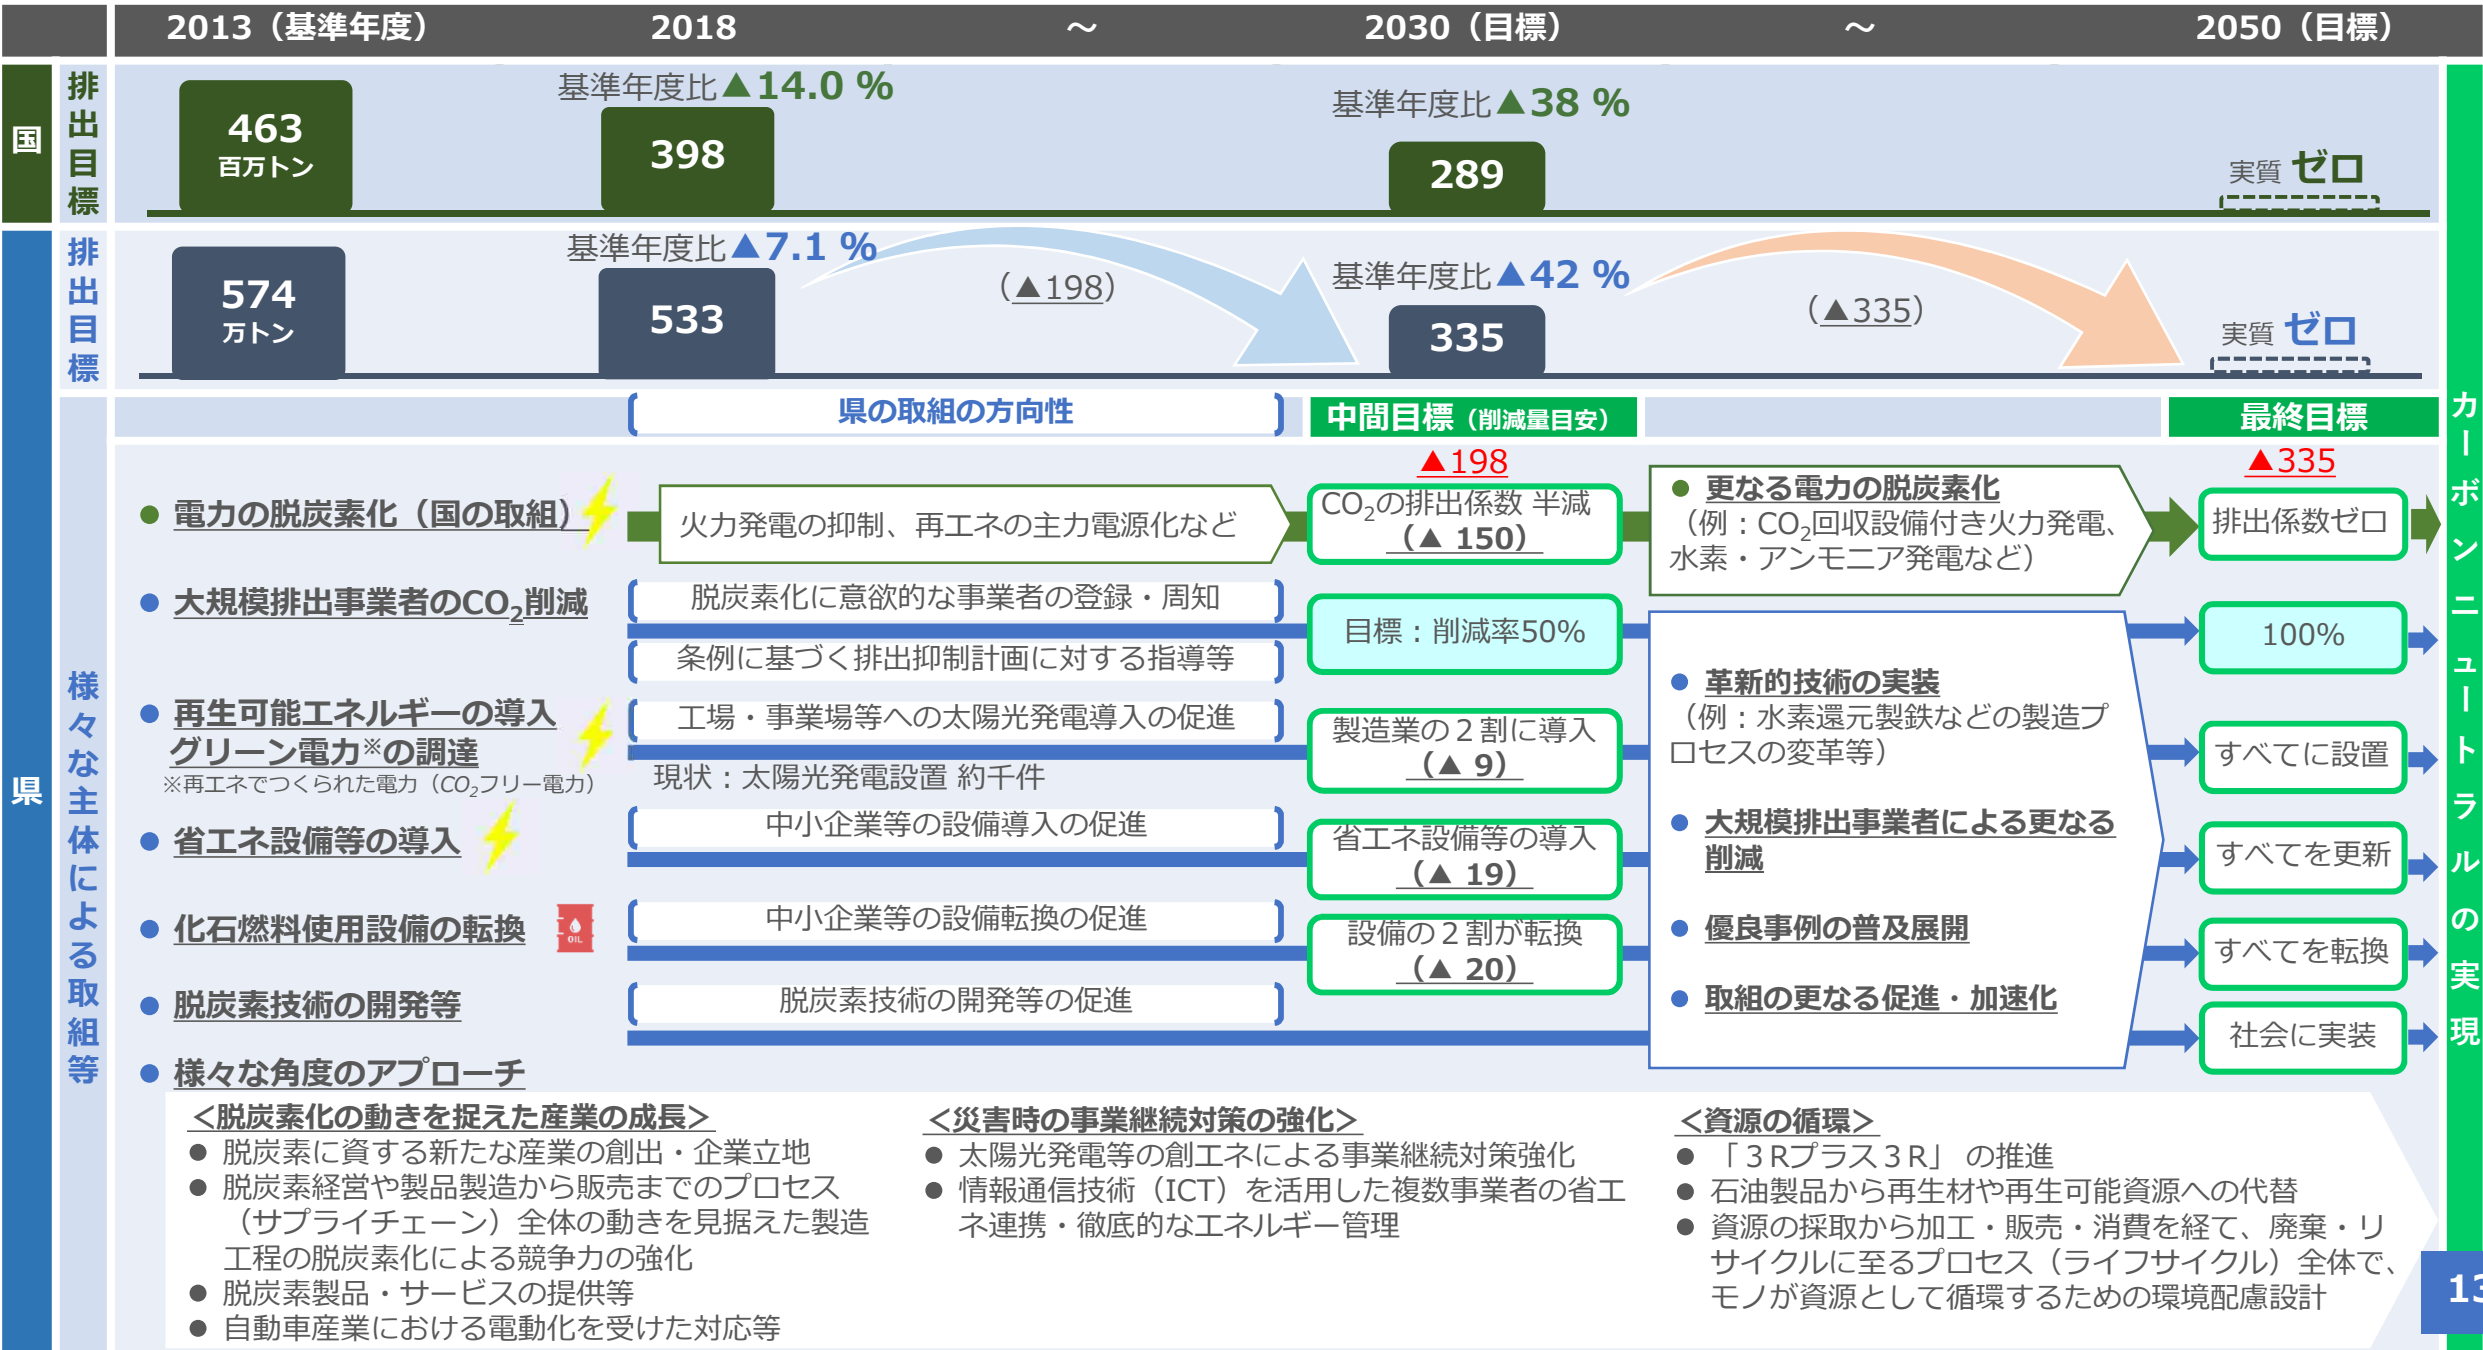 2013（基準年度）　2018　～　2030（目標）　～　2050（目標）
国
排出目標
463
百万トン
基準年度比▲14.0 %
398
基準年度比▲38 %
289
実質 ゼロ
県
排出目標
574
万トン
基準年度比▲7.1 %
533
（▲198）
基準年度比▲42 %
335
（▲335）
実質 ゼロ
様々な主体による取組等
県の取組の方向性
中間目標（削減量目安）
最終目標
▲198
▲335
● 電力の脱炭素化（国の取組）
火力発電の抑制、再エネの主力電源化など
CO2の排出係数 半減
（▲ 150）
● 更なる電力の脱炭素化
（例：CO2回収設備付き火力発電、
水素・アンモニア発電など）
排出係数ゼロ
● 大規模排出事業者のCO2削減
脱炭素化に意欲的な事業者の登録・周知
条例に基づく排出抑制計画に対する指導等
目標：削減率50%
100%
● 再生可能エネルギーの導入
グリーン電力※の調達
※再エネでつくられた電力（CO2フリー電力）
工場・事業場等への太陽光発電導入の促進
現状：太陽光発電設置 約千件
製造業の２割に導入
（▲ 9）
すべてに設置
● 省エネ設備等の導入
中小企業等の設備導入の促進
省エネ設備等の導入
（▲ 19）
すべてを更新
● 化石燃料使用設備の転換
OIL
中小企業等の設備転換の促進
設備の２割が転換
（▲ 20）
すべてを転換
● 脱炭素技術の開発等
脱炭素技術の開発等の促進
社会に実装
● 革新的技術の実装
（例：水素還元製鉄などの製造プ
ロセスの変革等）
● 大規模排出事業者による更なる
削減
● 優良事例の普及展開
● 取組の更なる促進・加速化
● 様々な角度のアプローチ
＜脱炭素化の動きを捉えた産業の成長＞
● 脱炭素に資する新たな産業の創出・企業立地
● 脱炭素経営や製品製造から販売までのプロセス
（サプライチェーン）全体の動きを見据えた製造
工程の脱炭素化による競争力の強化
● 脱炭素製品・サービスの提供等
● 自動車産業における電動化を受けた対応等
＜災害時の事業継続対策の強化＞
● 太陽光発電等の創エネによる事業継続対策強化
● 情報通信技術（ICT）を活用した複数事業者の省エ
ネ連携・徹底的なエネルギー管理
＜資源の循環＞
● 「３Rプラス３R」 の推進
● 石油製品から再生材や再生可能資源への代替
● 資源の採取から加工・販売・消費を経て、廃棄・リ
サイクルに至るプロセス（ライフサイクル）全体で、
モノが資源として循環するための環境配慮設計
カーボンニュートラルの実現
13